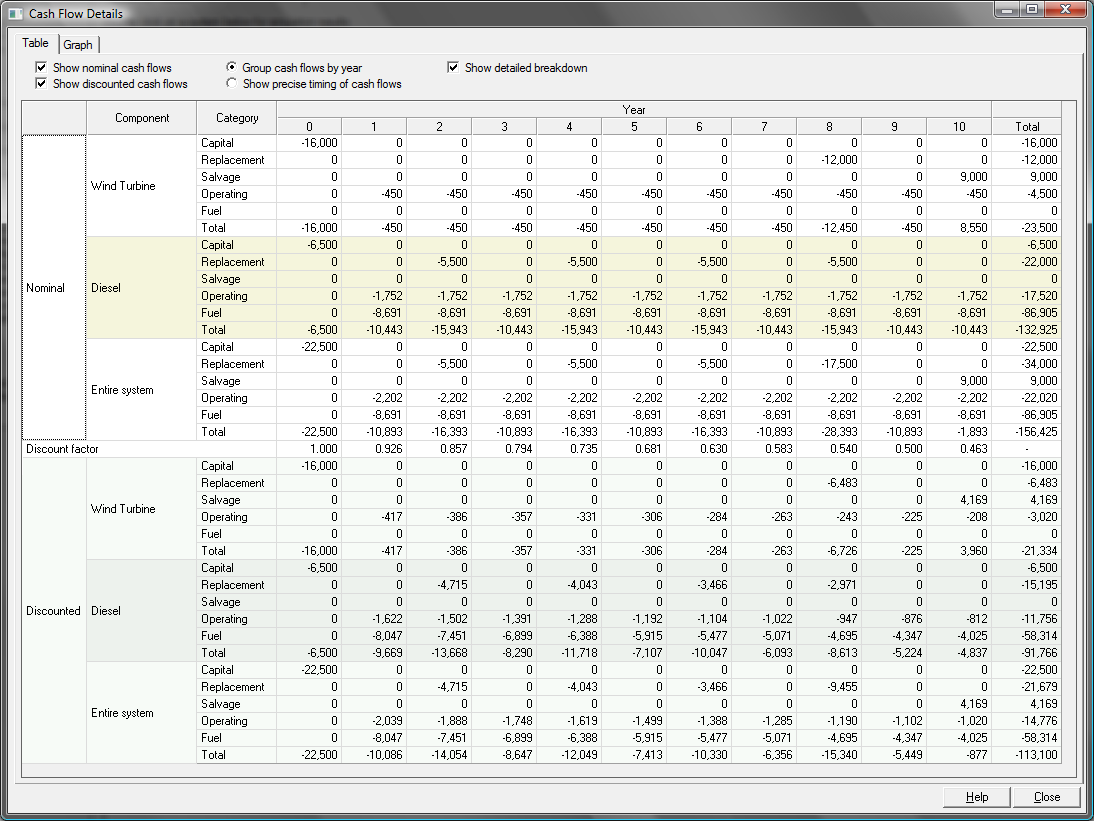 Cash Flow Details
Table Graph
Show nominal cash flows Group cash flows by year Show detailed breakdown
Show discounted cash flows Show precise timing of cash flows
Component Category Year
0 1 2 3 4 5 6 7 8 9 10 Total
Nominal
Wind Turbine
Capital -16,000 0 0 0 0 0 0 0 0 0 0 -16,000
Replacement 0 0 0 0 0 0 0 0 -12,000 0 0 -12,000
Salvage 0 0 0 0 0 0 0 0 0 0 9,000 9,000
Operating 0 -450 -450 -450 -450 -450 -450 -450 -450 -450 -450 -4,500
Fuel 0 0 0 0 0 0 0 0 0 0 0 0
Total -16,000 -450 -450 -450 -450 -450 -450 -450 -12,450 -450 8,550 -23,500
Diesel
Capital -6,500 0 0 0 0 0 0 0 0 0 0 -6,500
Replacement 0 0 -5,500 0 -5,500 0 -5,500 0 -5,500 0 0 -22,000
Salvage 0 0 0 0 0 0 0 0 0 0 0 0
Operating 0 -1,752 -1,752 -1,752 -1,752 -1,752 -1,752 -1,752 -1,752 -1,752 -1,752 -17,520
Fuel 0 -8,691 -8,691 -8,691 -8,691 -8,691 -8,691 -8,691 -8,691 -8,691 -8,691 -86,905
Total -6,500 -10,443 -15,943 -10,443 -15,943 -10,443 -15,943 -10,443 -15,943 -10,443 -10,443 -132,925
Entire system
Capital -22,500 0 0 0 0 0 0 0 0 0 0 -22,500
Replacement 0 0 -5,500 0 -5,500 0 -5,500 0 -17,500 0 0 -34,000
Salvage 0 0 0 0 0 0 0 0 0 0 9,000 9,000
Operating 0 -2,202 -2,202 -2,202 -2,202 -2,202 -2,202 -2,202 -2,202 -2,202 -2,202 -22,020
Fuel 0 -8,691 -8,691 -8,691 -8,691 -8,691 -8,691 -8,691 -8,691 -8,691 -8,691 -86,905
Total -22,500 -10,893 -16,393 -10,893 -16,393 -10,893 -16,393 -10,893 -28,393 -10,893 -1,893 -156,425
Discount factor 1.000 0.926 0.857 0.794 0.735 0.681 0.630 0.583 0.540 0.500 0.463 -
Discounted
Wind Turbine
Capital -16,000 0 0 0 0 0 0 0 0 0 0 -16,000
Replacement 0 0 0 0 0 0 0 0 -6,483 0 0 -6,483
Salvage 0 0 0 0 0 0 0 0 0 0 4,169 4,169
Operating 0 -417 -386 -357 -331 -306 -284 -263 -243 -225 -208 -3,020
Fuel 0 0 0 0 0 0 0 0 0 0 0 0
Total -16,000 -417 -386 -357 -331 -306 -284 -263 -6,726 -225 3,960 -21,334
Diesel
Capital -6,500 0 0 0 0 0 0 0 0 0 0 -6,500
Replacement 0 0 -4,715 0 -4,043 0 -3,466 0 -2,971 0 0 -15,195
Salvage 0 0 0 0 0 0 0 0 0 0 0 0
Operating 0 -1,622 -1,502 -1,391 -1,288 -1,192 -1,104 -1,022 -947 -876 -812 -11,756
Fuel 0 -8,047 -7,451 -6,899 -6,388 -5,915 -5,477 -5,071 -4,695 -4,347 -4,025 -58,314
Total -6,500 -9,669 -13,668 -8,290 -11,718 -7,107 -10,047 -6,093 -8,613 -5,224 -4,837 -91,766
Entire system
Capital -22,500 0 0 0 0 0 0 0 0 0 0 -22,500
Replacement 0 0 -4,715 0 -4,043 0 -3,466 0 -9,455 0 0 -21,679
Salvage 0 0 0 0 0 0 0 0 0 0 4,169 4,169
Operating 0 -2,039 -1,888 -1,748 -1,619 -1,499 -1,388 -1,285 -1,190 -1,102 -1,020 -14,776
Fuel 0 -8,047 -7,451 -6,899 -6,388 -5,915 -5,477 -5,071 -4,695 -4,347 -4,025 -58,314
Total -22,500 -10,086 -14,054 -8,647 -12,049 -7,413 -10,330 -6,356 -15,340 -5,449 -877 -113,100
Help Close